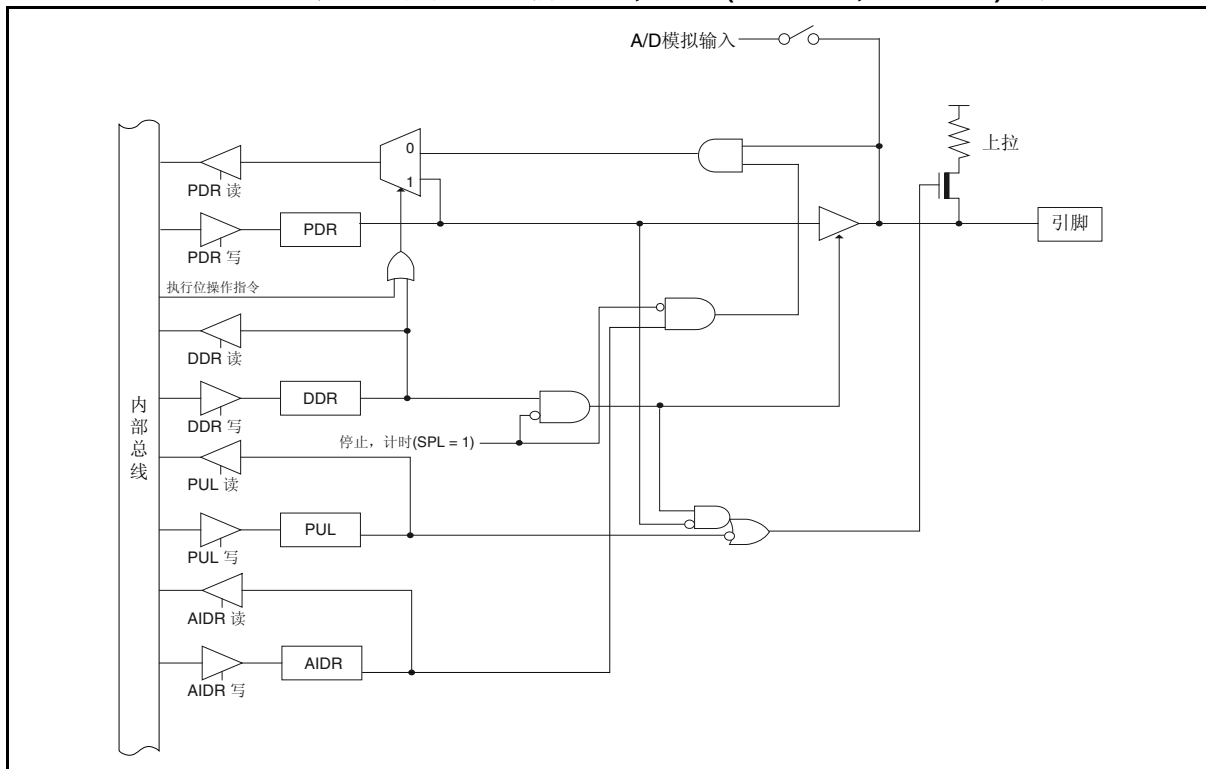 A/D模拟输入
上拉
0
1
PDR 读
PDR
PDR 写
引脚
执行位操作指令
DDR 读
DDR
DDR 写
停止，计时(SPL = 1)
内部总线
PUL 读
PUL
PUL 写
AIDR 读
AIDR
AIDR 写